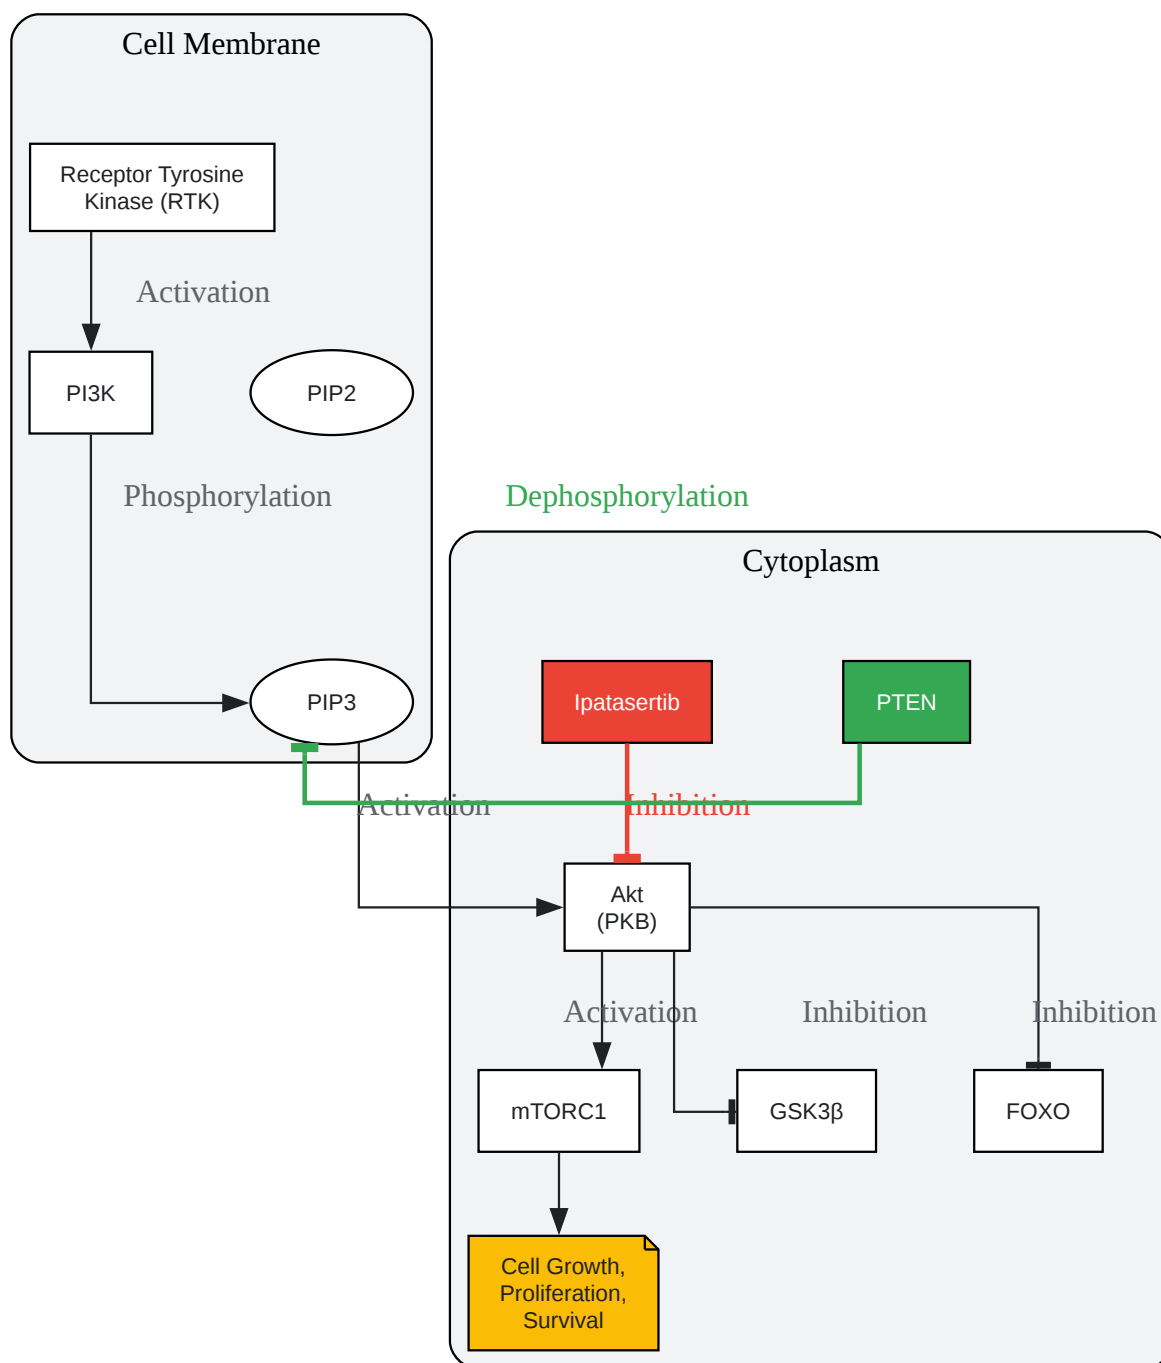 Cell Membrane
Receptor Tyrosine
Kinase (RTK)
Activation
PI3K
PIP2
Phosphorylation
Dephosphorylation
Cytoplasm
PIP3
Ipatasertib
PTEN
Activation
Inhibition
Akt
(PKB)
Activation
Inhibition
Inhibition
mTORC1
GSK3β
FOXO
Cell Growth,
Proliferation,
Survival